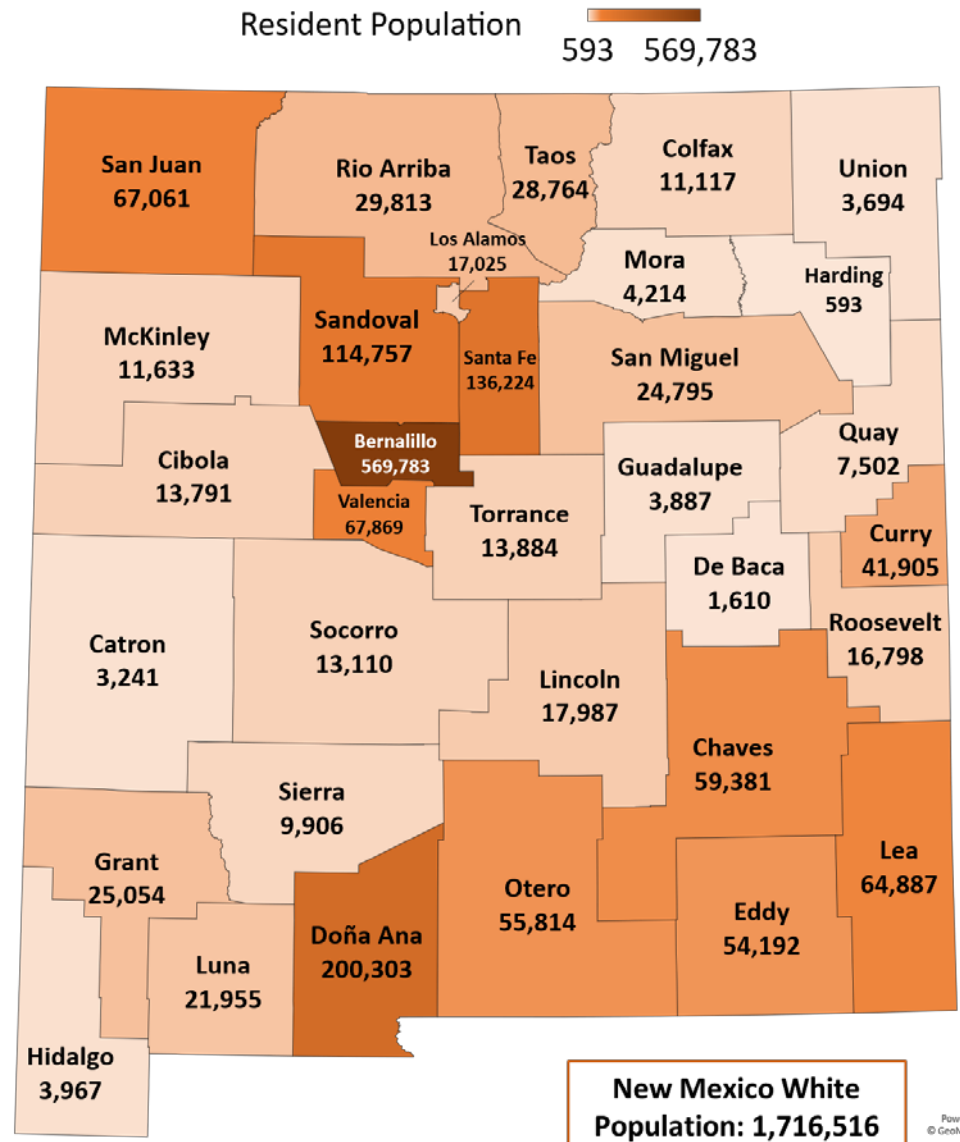 Resident Population
593 569,783
San Juan
67,061
Rio Arriba
29,813
Taos
28,764
Colfax
11,117
Union
3,694
Los Alamos
17,025
Mora
4,214
Harding
593
McKinley
11,633
Sandoval
114,757
Santa Fe
136,224
San Miguel
24,795
Quay
7,502
Cibola
13,791
Bernalillo
569,783
Valencia
67,869
Torrance
13,884
Guadalupe
3,887
Curry
41,905
De Baca
1,610
Roosevelt
16,798
Catron
3,241
Socorro
13,110
Lincoln
17,987
Chaves
59,381
Sierra
9,906
Grant
25,054
Otero
55,814
Lea
64,887
Eddy
54,192
Doña Ana
200,303
Luna
21,955
Hidalgo
3,967
New Mexico White
Population: 1,716,516
Pow
© GeoN